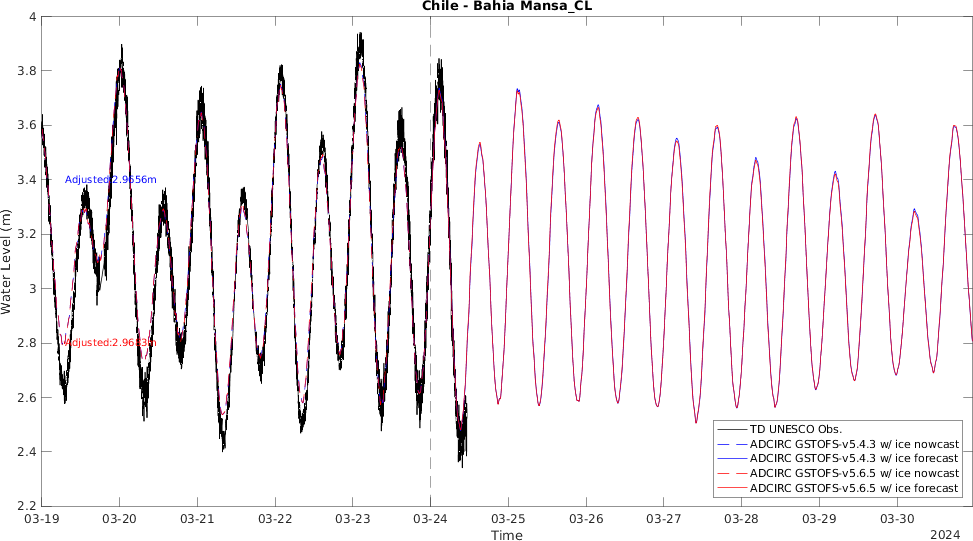 Chile - Bahia Mansa_CL
4
3.8
3.6
3.4
3.2
3
2.8
2.6
2.4
2.2
Water Level (m)
Adjusted:2.9656m
Adjusted:2.9683m
TD UNESCO Obs.
ADCIRC GSTOFS-v5.4.3 w/ ice nowcast
ADCIRC GSTOFS-v5.4.3 w/ ice forecast
ADCIRC GSTOFS-v5.6.5 w/ ice nowcast
ADCIRC GSTOFS-v5.6.5 w/ ice forecast
03-19 03-20 03-21 03-22 03-23 03-24 03-25 03-26 03-27 03-28 03-29 03-30
Time
2024